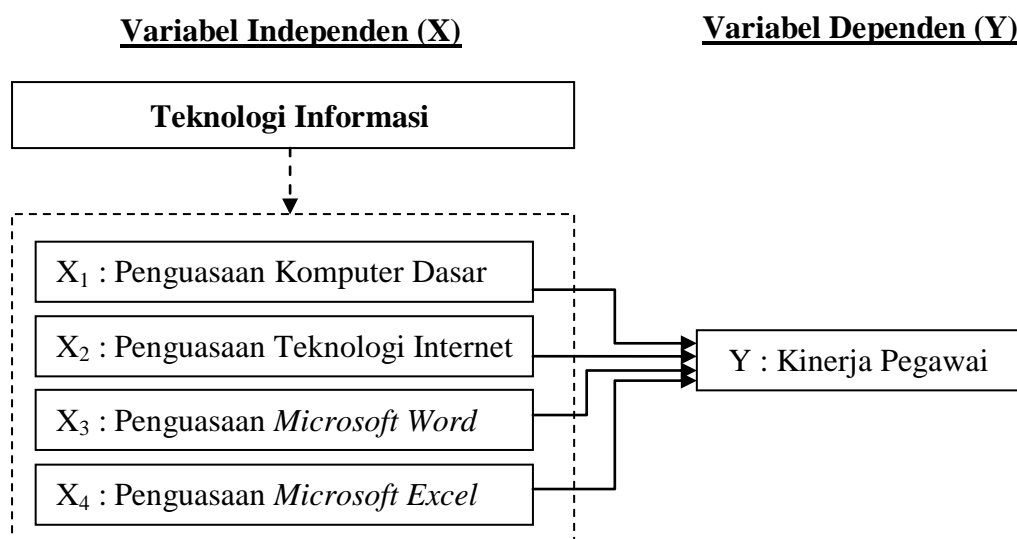 Variabel Independen (X)
Variabel Dependen (Y)
Teknologi Informasi
X₁ : Penguasaan Komputer Dasar
X₂ : Penguasaan Teknologi Internet
X₃ : Penguasaan Microsoft Word
X₄ : Penguasaan Microsoft Excel
Y : Kinerja Pegawai